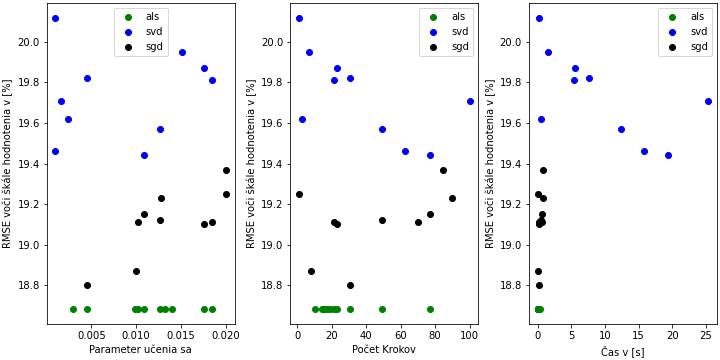 RMSE voči škále hodnotenia v [%]
20.0
19.8
19.6
19.4
19.2
19.0
18.8
als
svd
sgd
0.005
0.010
0.015
0.020
Parameter učenia sa
RMSE voči škále hodnotenia v [%]
20.0
19.8
19.6
19.4
19.2
19.0
18.8
als
svd
sgd
0
20
40
60
80
100
Počet Krokov
RMSE voči škále hodnotenia v [%]
20.0
19.8
19.6
19.4
19.2
19.0
18.8
als
svd
sgd
0
5
10
15
20
25
Čas v [s]